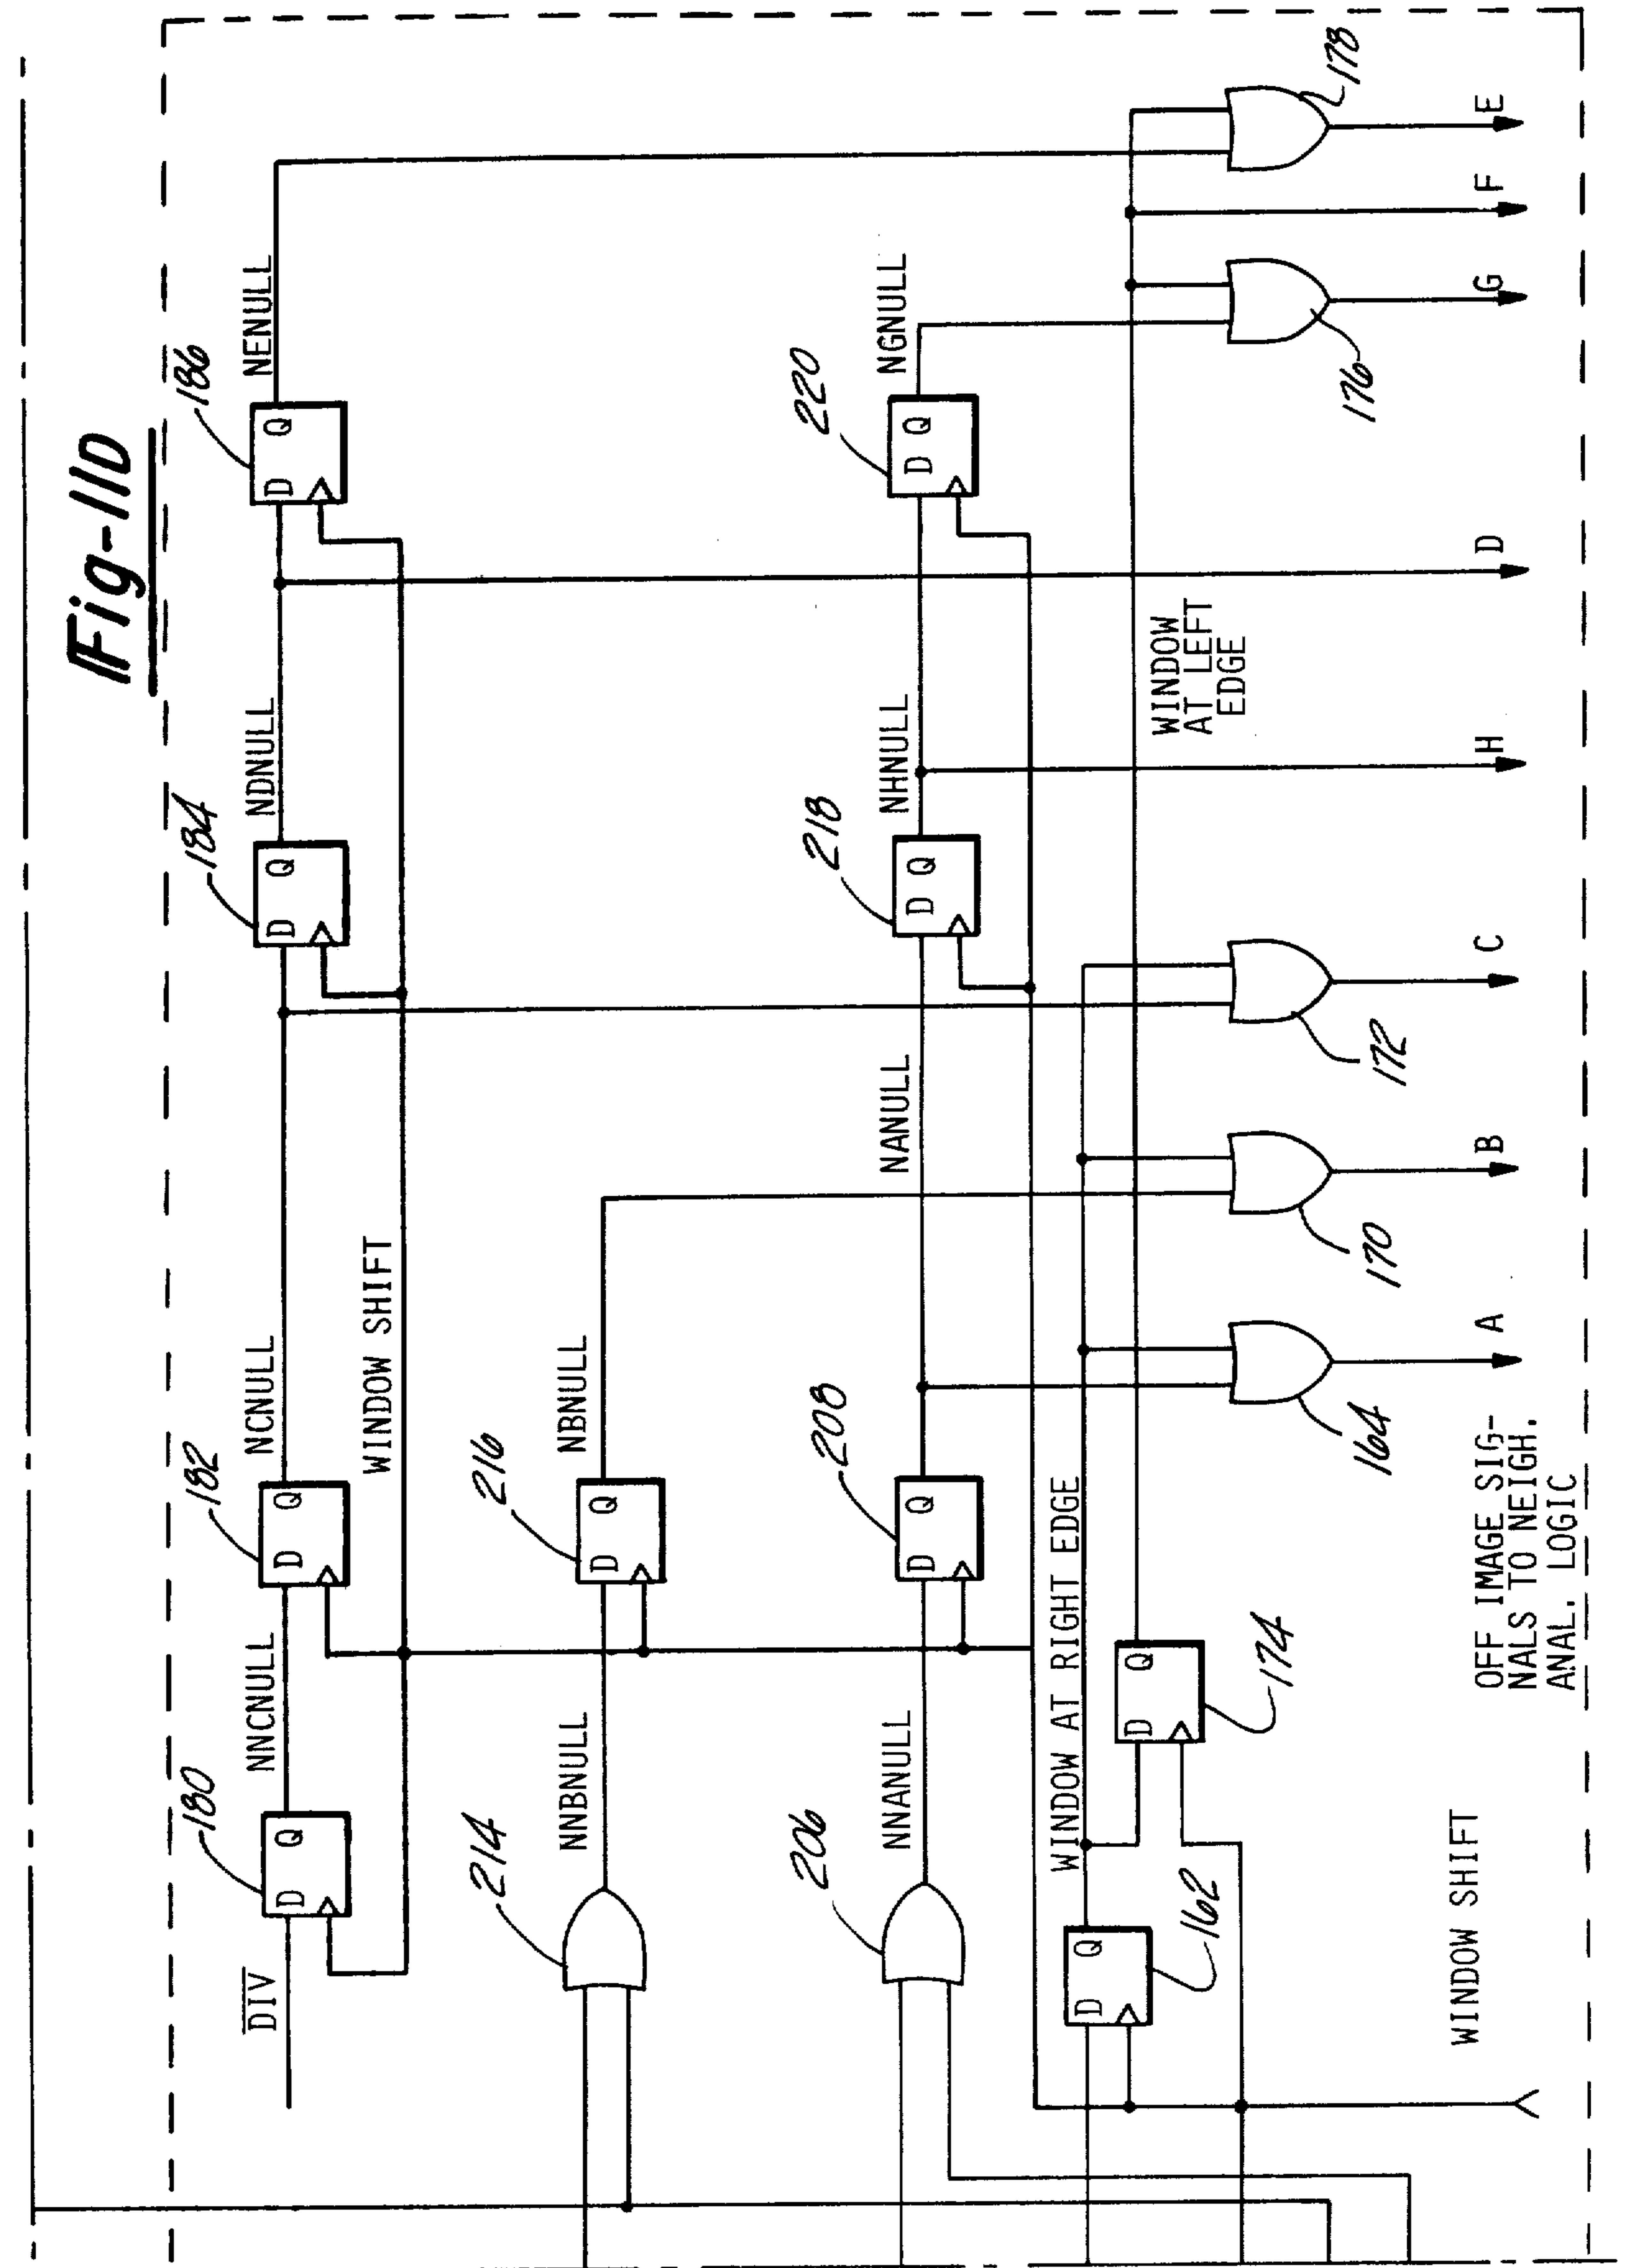 Fig-11D
186
NENULL
D Q
184
NDNULL
D Q
182
NCNULL
D Q
180
NNCNULL
D Q
DIV
WINDOW SHIFT
216
NBNULL
D Q
214
NNBNULL
220
NGNULL
D Q
218
NHNULL
D Q
NANULL
208
D Q
206
NNANULL
WINDOW AT RIGHT EDGE
162
D Q
174
D Q
WINDOW
AT LEFT
EDGE
164
170
172
176
178
A
B
C
H
D
G
F
E
OFF IMAGE SIG-
NALS TO NEIGH.
ANAL. LOGIC
WINDOW SHIFT